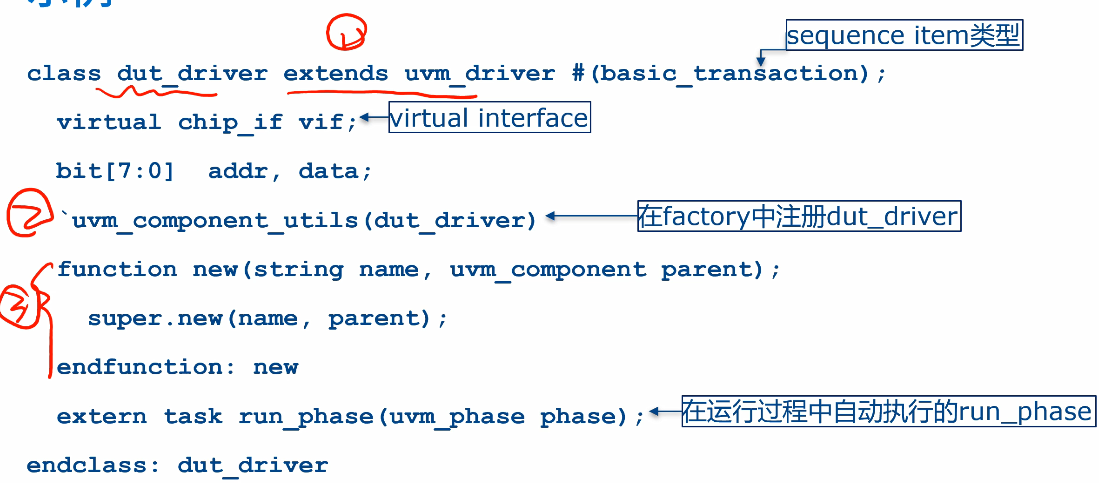 sequence item类型
class dut_driver extends uvm_driver #(basic_transaction);
virtual chip_if vif; virtual interface
bit[7:0] addr, data;
`uvm_component_utils(dut_driver) 在factory中注册dut_driver
function new(string name, uvm_component parent);
super.new(name, parent);
endfunction: new
extern task run_phase(uvm_phase phase); 在运行过程中自动执行的run_phase
endclass: dut_driver